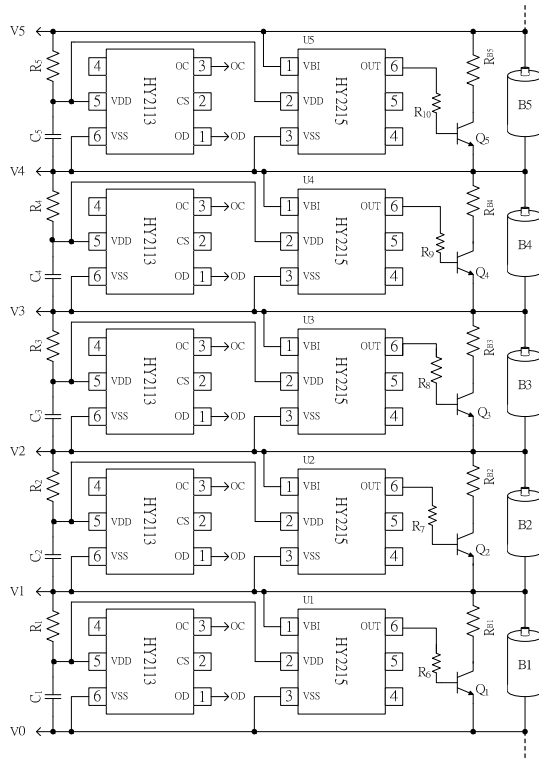 V5
U5
R5
4
OC 3 OC
1 VBI
OUT 6
RB5
HY2113
HY2215
5 VDD
CS 2
2 VDD
5
R10
B5
C5
6 VSS
OD 1 OD
3 VSS
4
Q5
V4
U4
R4
4
OC 3 OC
1 VBI
OUT 6
RB4
HY2113
HY2215
5 VDD
CS 2
2 VDD
5
R9
B4
C4
6 VSS
OD 1 OD
3 VSS
4
Q4
V3
U3
R3
4
OC 3 OC
1 VBI
OUT 6
RB3
HY2113
HY2215
5 VDD
CS 2
2 VDD
5
R8
B3
C3
6 VSS
OD 1 OD
3 VSS
4
Q3
V2
U2
R2
4
OC 3 OC
1 VBI
OUT 6
RB2
HY2113
HY2215
5 VDD
CS 2
2 VDD
5
R7
B2
C2
6 VSS
OD 1 OD
3 VSS
4
Q2
V1
U1
R1
4
OC 3 OC
1 VBI
OUT 6
RB1
HY2113
HY2215
5 VDD
CS 2
2 VDD
5
R6
B1
C1
6 VSS
OD 1 OD
3 VSS
4
Q1
V0